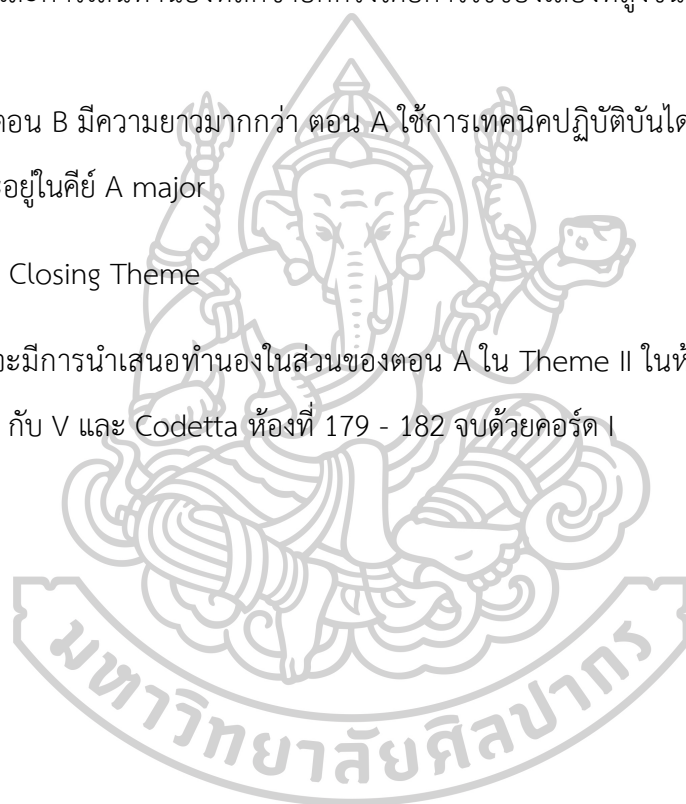 ตอน B มีความยาวมากกว่า ตอน A ใช้การเทคนิคปฏิบัติบันได
อยู่ในคีย์ A major
Closing Theme
จะมีการนำเสนอทำนองในส่วนของตอน A ใน Theme II ในห้
กับ V และ Codetta ห้องที่ 179 - 182 จบด้วยคอร์ด I
มหาวิทยาลัยศิลปากร